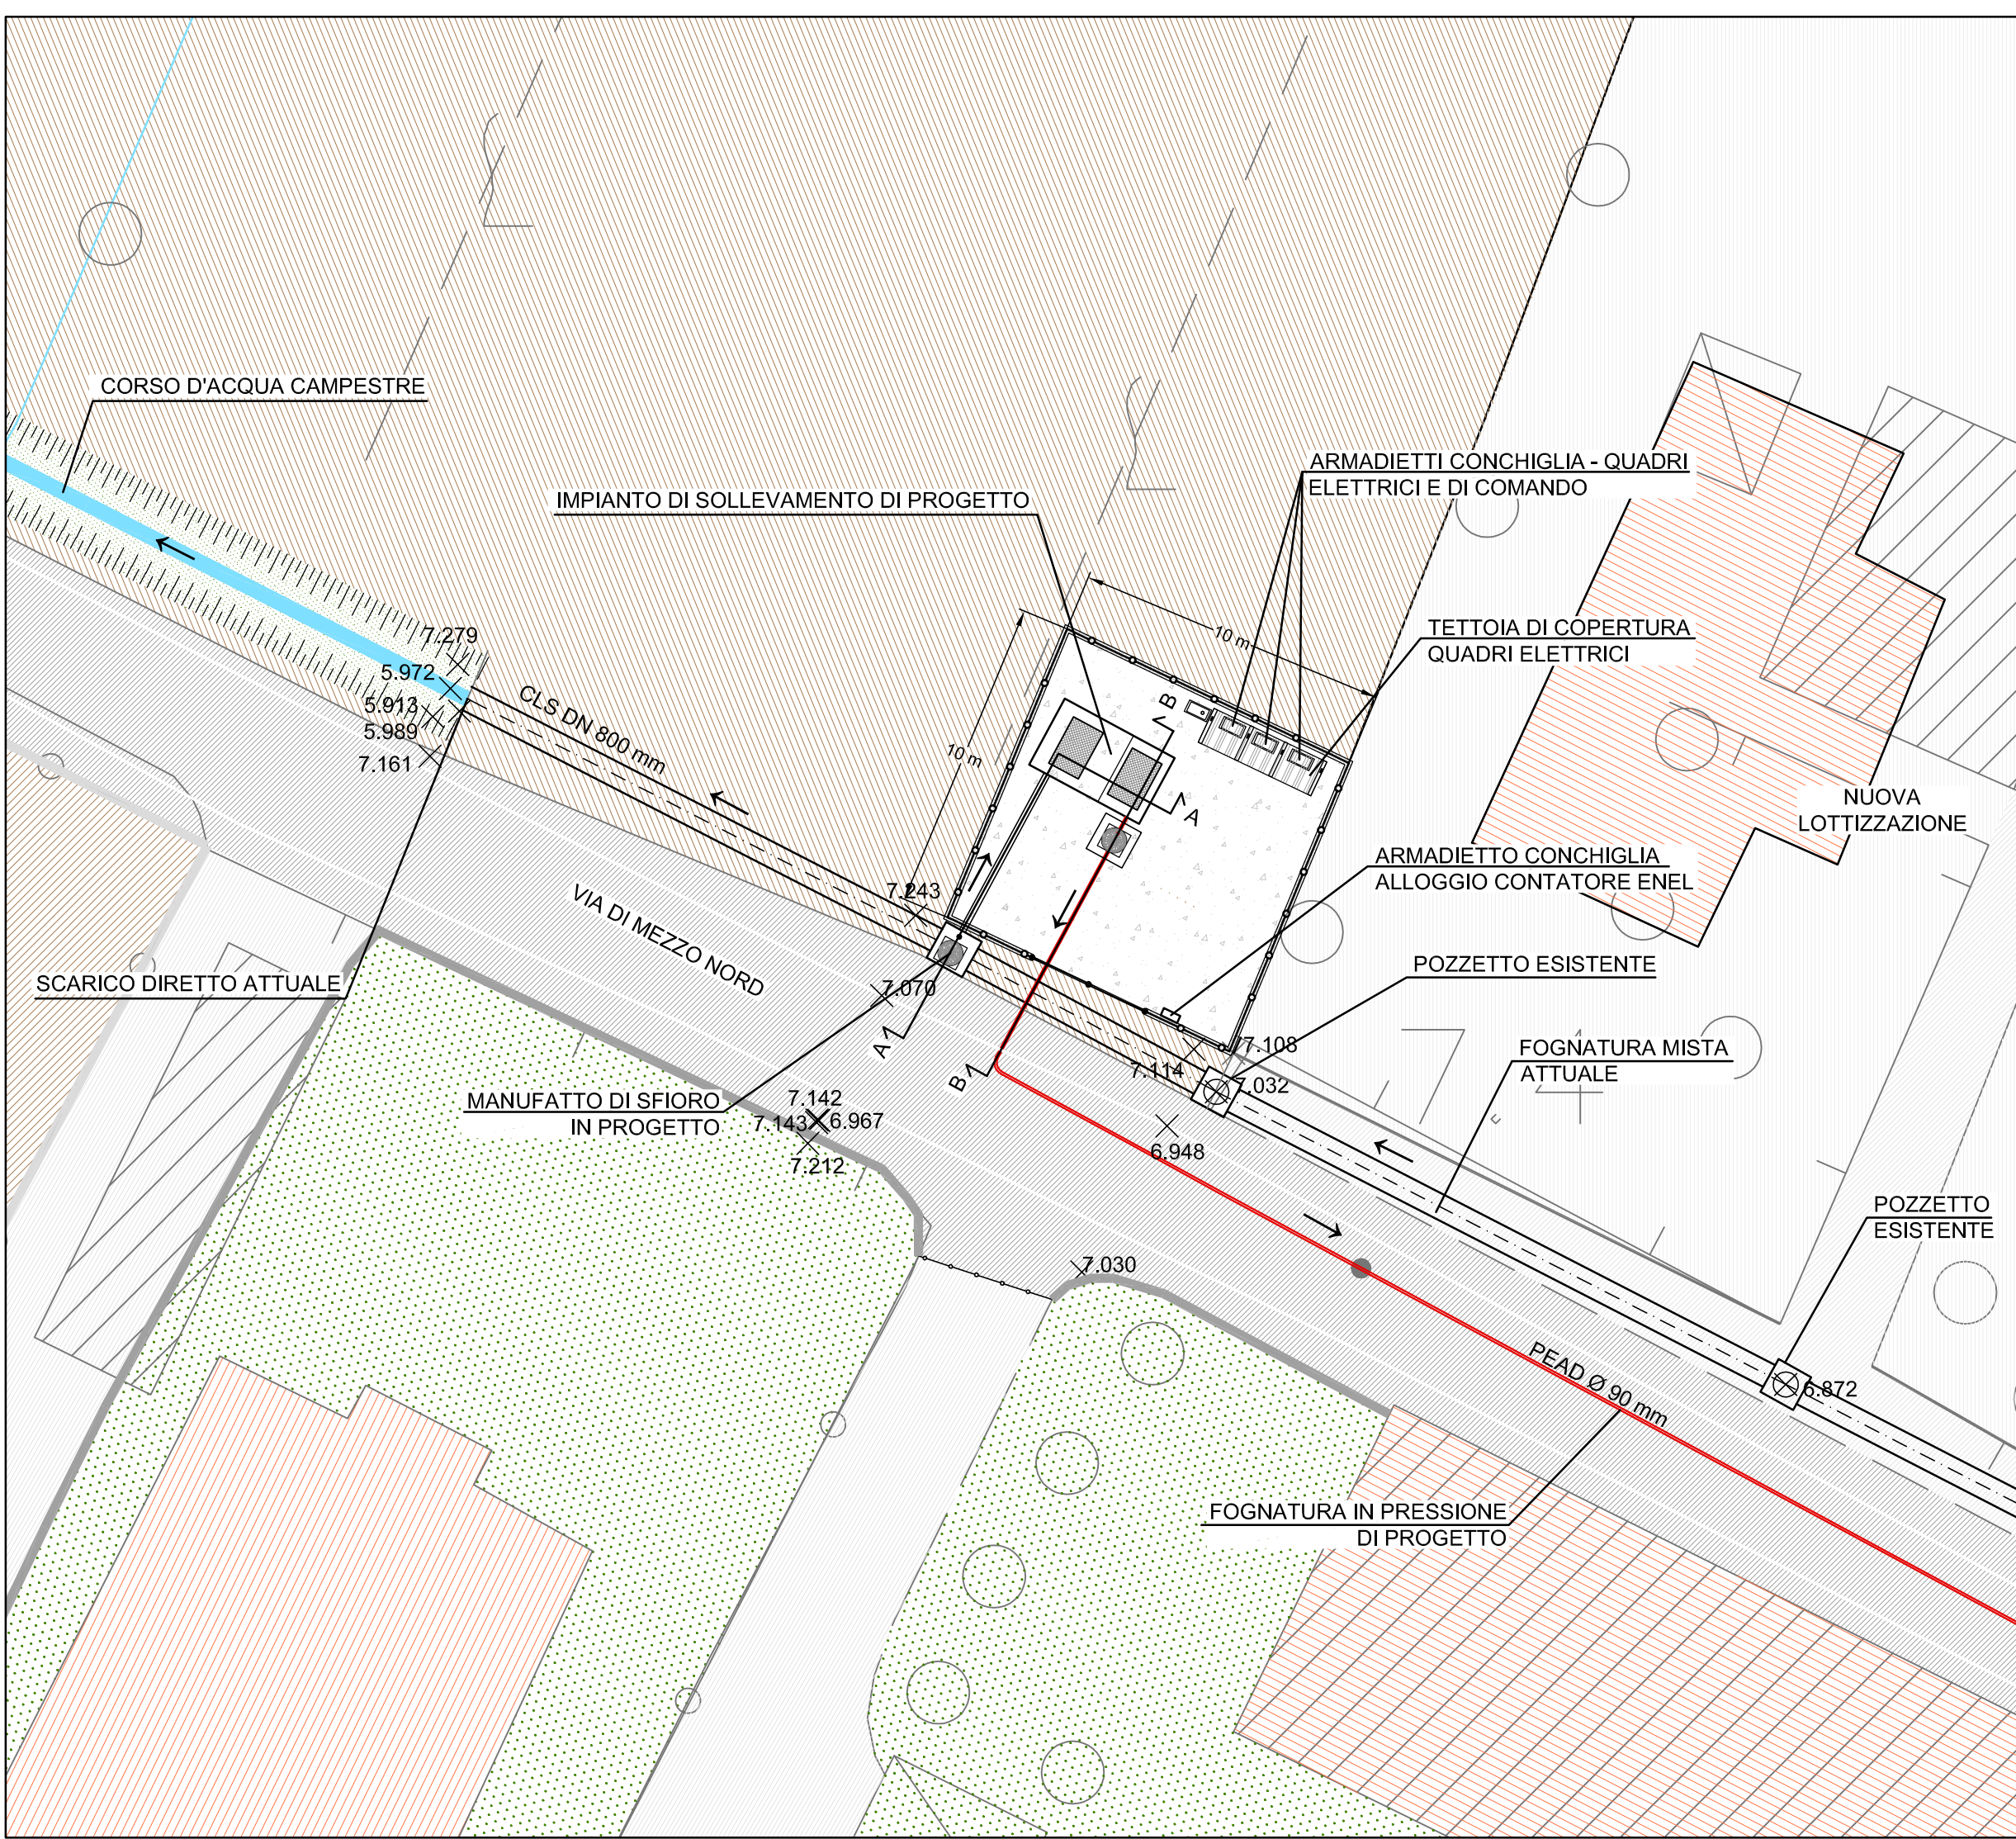 CORSO D'ACQUA CAMPESTRE
ARMADIETTI CONCHIGLIA - QUADRI
ELETTRICI E DI COMANDO
IMPIANTO DI SOLLEVAMENTO DI PROGETTO
10 m
TETTOIA DI COPERTURA
QUADRI ELETTRICI
7.279
5.972
5.913
5.989
7.161
CLS DN 800 mm
10 m
B
A
NUOVA
LOTTIZZAZIONE
ARMADIETTO CONCHIGLIA
ALLOGGIO CONTATORE ENEL
7.243
VIA DI MEZZO NORD
SCARICO DIRETTO ATTUALE
7.070
POZZETTO ESISTENTE
A
B
7.108
7.114
7.032
FOGNATURA MISTA
ATTUALE
E
MANUFATTO DI SFIORO
IN PROGETTO
7.142
7.143
6.967
7.212
6.948
POZZETTO
ESISTENTE
7.030
PEAD Ø 90 mm
6.872
FOGNATURA IN PRESSIONE
DI PROGETTO